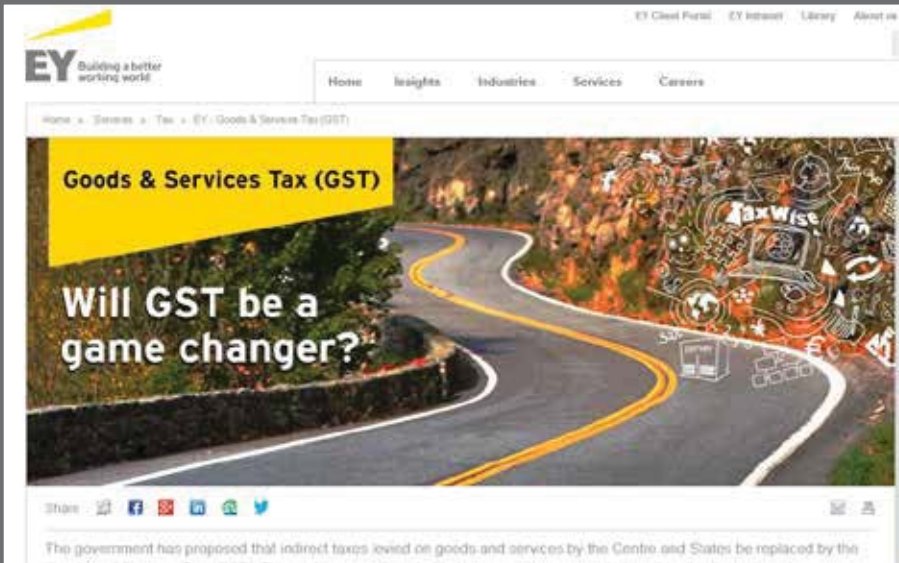 EY Client Portal EY Intranet Library About us
EY Building a better
working world
Home Insights Industries Services Careers
Home Services Tax EY - Goods & Services Tax (GST)
Goods & Services Tax (GST)
TaxWise
Will GST be a
game changer?
Share
The government has proposed that indirect taxes levied on goods and services by the Centre and States be replaced by the